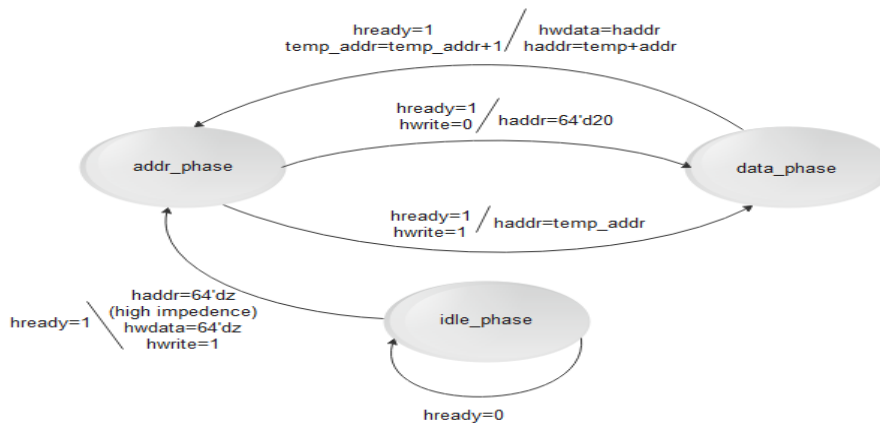 hready=1
temp_addr=temp_addr+1
hwdata=haddr
haddr=temp+addr
hready=1
hwrite=0
haddr=64'd20
addr_phase
data_phase
hready=1
hwrite=1
haddr=temp_addr
hready=1
haddr=64'dz
(high impedence)
hwdata=64'dz
hwrite=1
idle_phase
hready=0